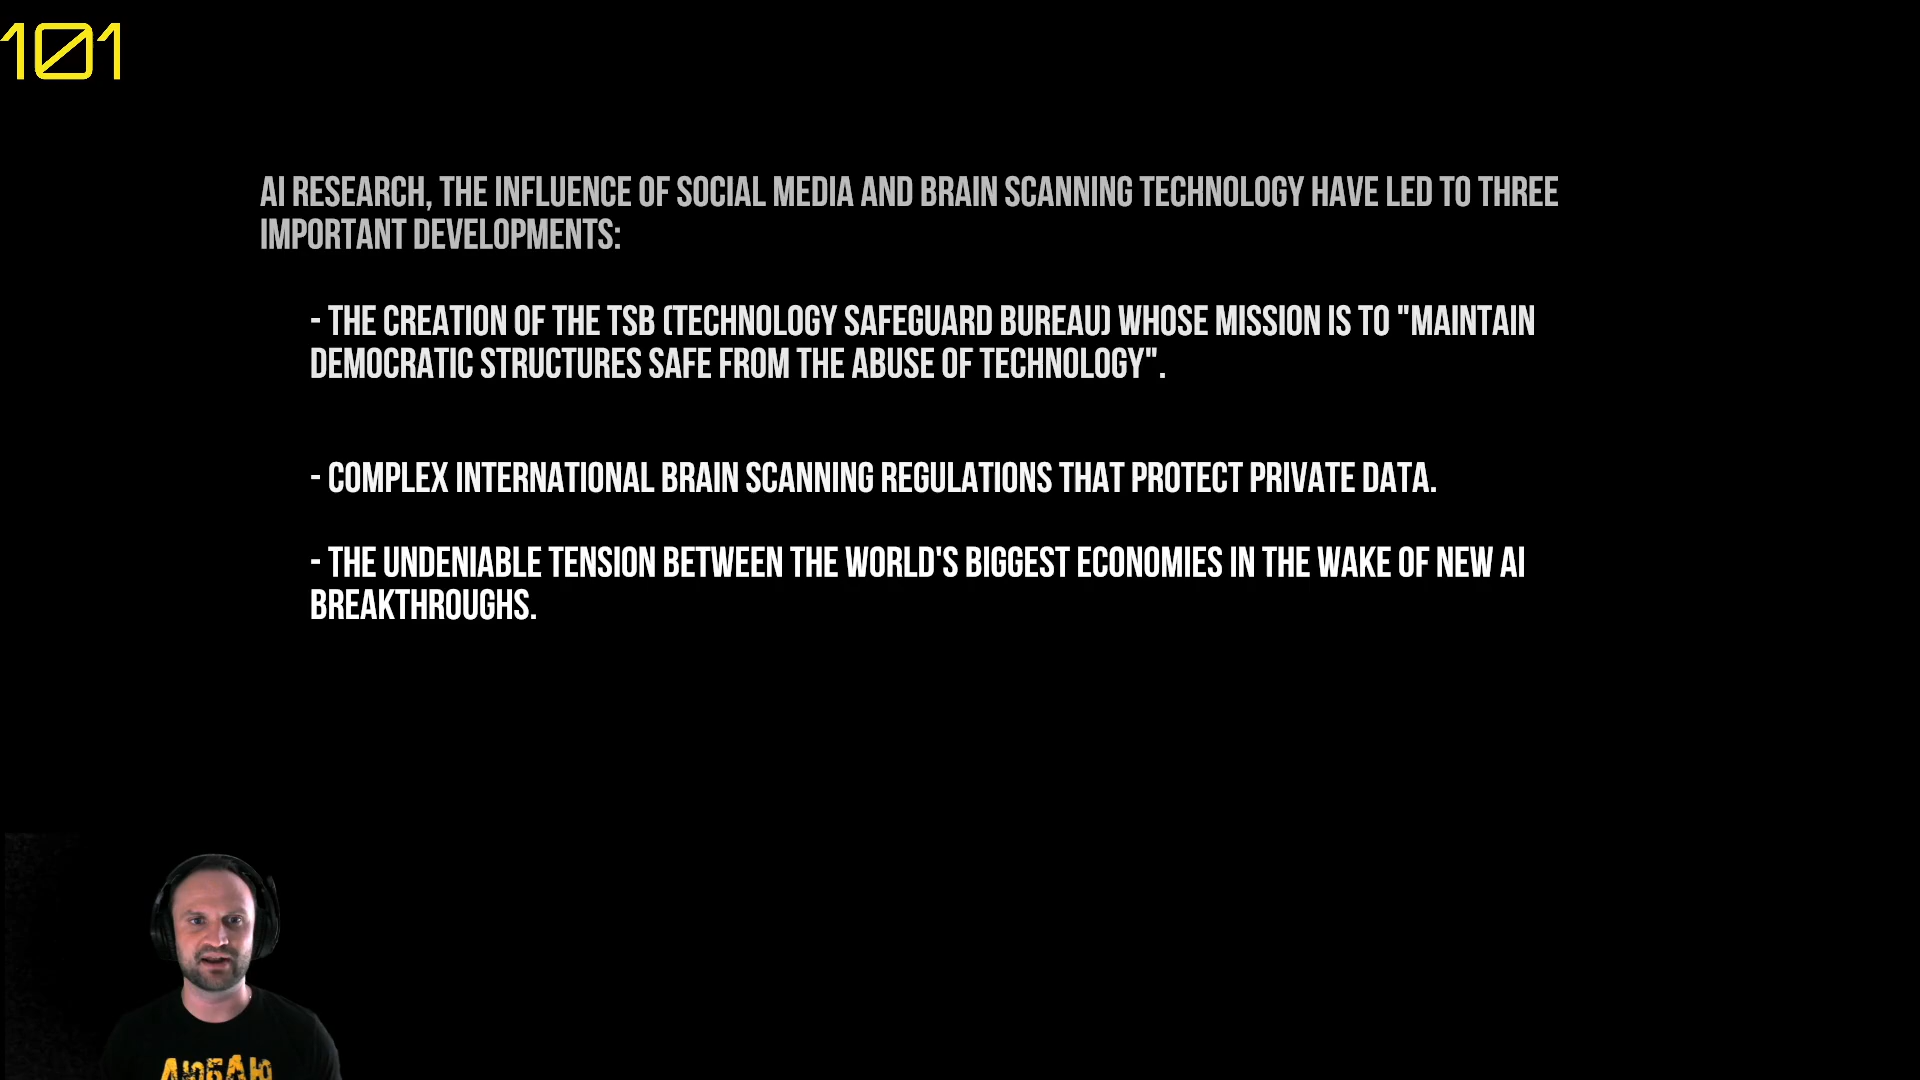 101
AI RESEARCH, THE INFLUENCE OF SOCIAL MEDIA AND BRAIN SCANNING TECHNOLOGY HAVE LED TO THREE
IMPORTANT DEVELOPMENTS:
- THE CREATION OF THE TSB (TECHNOLOGY SAFEGUARD BUREAU) WHOSE MISSION IS TO "MAINTAIN
DEMOCRATIC STRUCTURES SAFE FROM THE ABUSE OF TECHNOLOGY".
- COMPLEX INTERNATIONAL BRAIN SCANNING REGULATIONS THAT PROTECT PRIVATE DATA.
- THE UNDENIABLE TENSION BETWEEN THE WORLD'S BIGGEST ECONOMIES IN THE WAKE OF NEW AI
BREAKTHROUGHS.